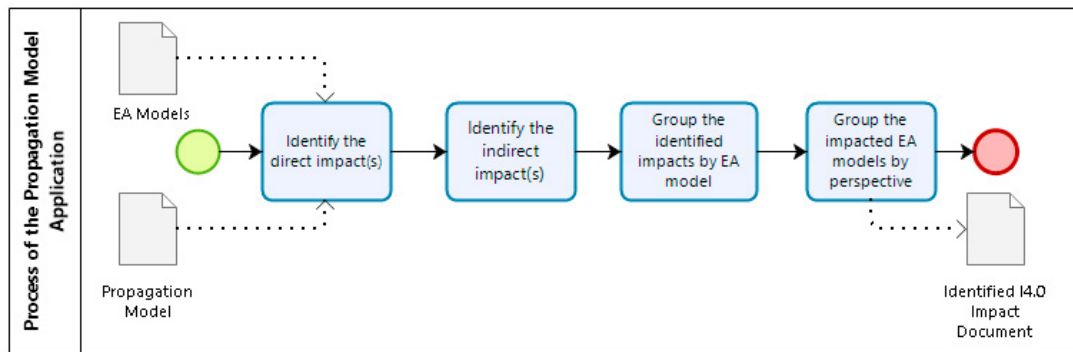 Process of the Propagation Model
Application
EA Models
Identify the
direct impact(s)
Identify the
indirect
impact(s)
Group the
identified
impacts by EA
model
Group the
impacted EA
models by
perspective
Propagation
Model
Identified I4.0
Impact
Document